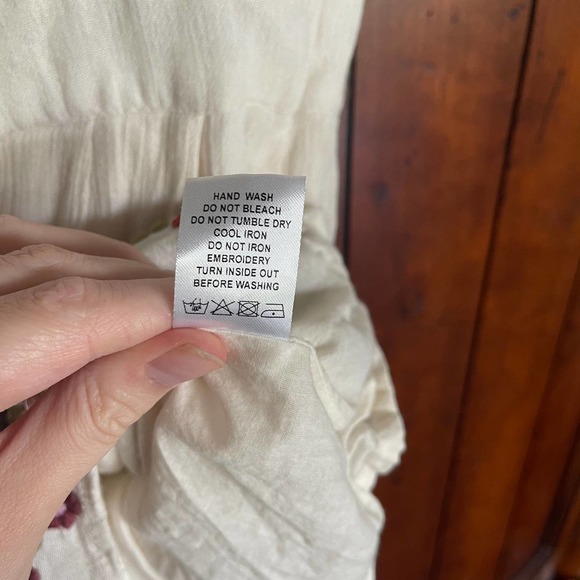 HAND WASH
DO NOT BLEACH
DO NOT TUMBLE DRY
COOL IRON
DO NOT IRON
EMBROIDERY
TURN INSIDE OUT
BEFORE WASHING